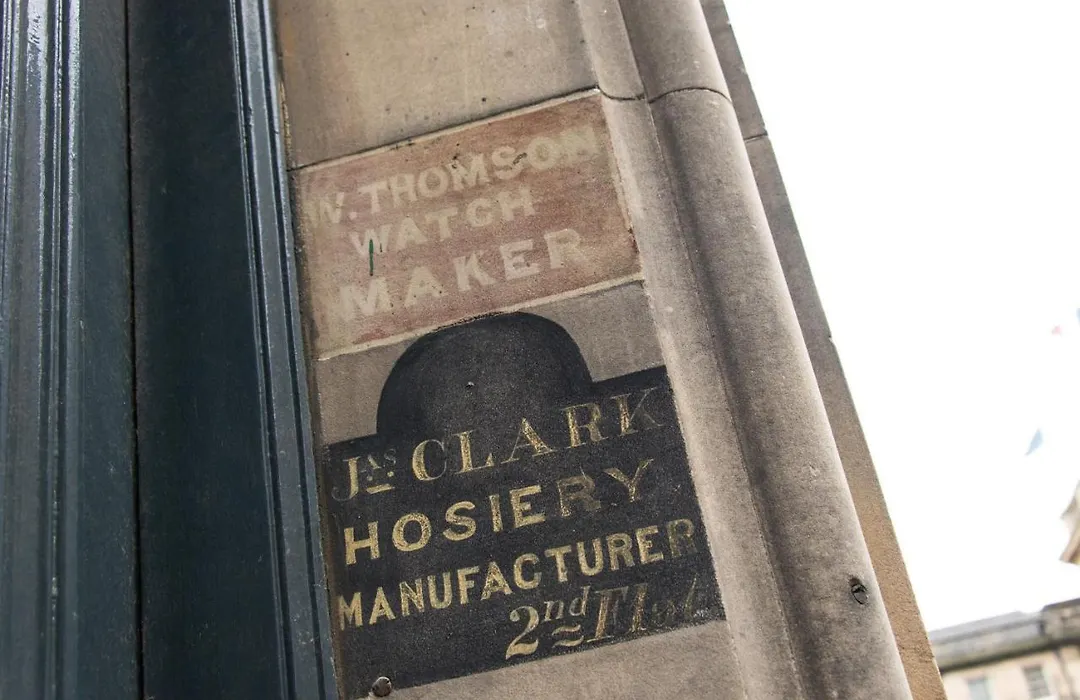 W. THOMSON
WATCH
MAKER
Jas CLARK
HOSIERY
MANUFACTURER
2nd Flat